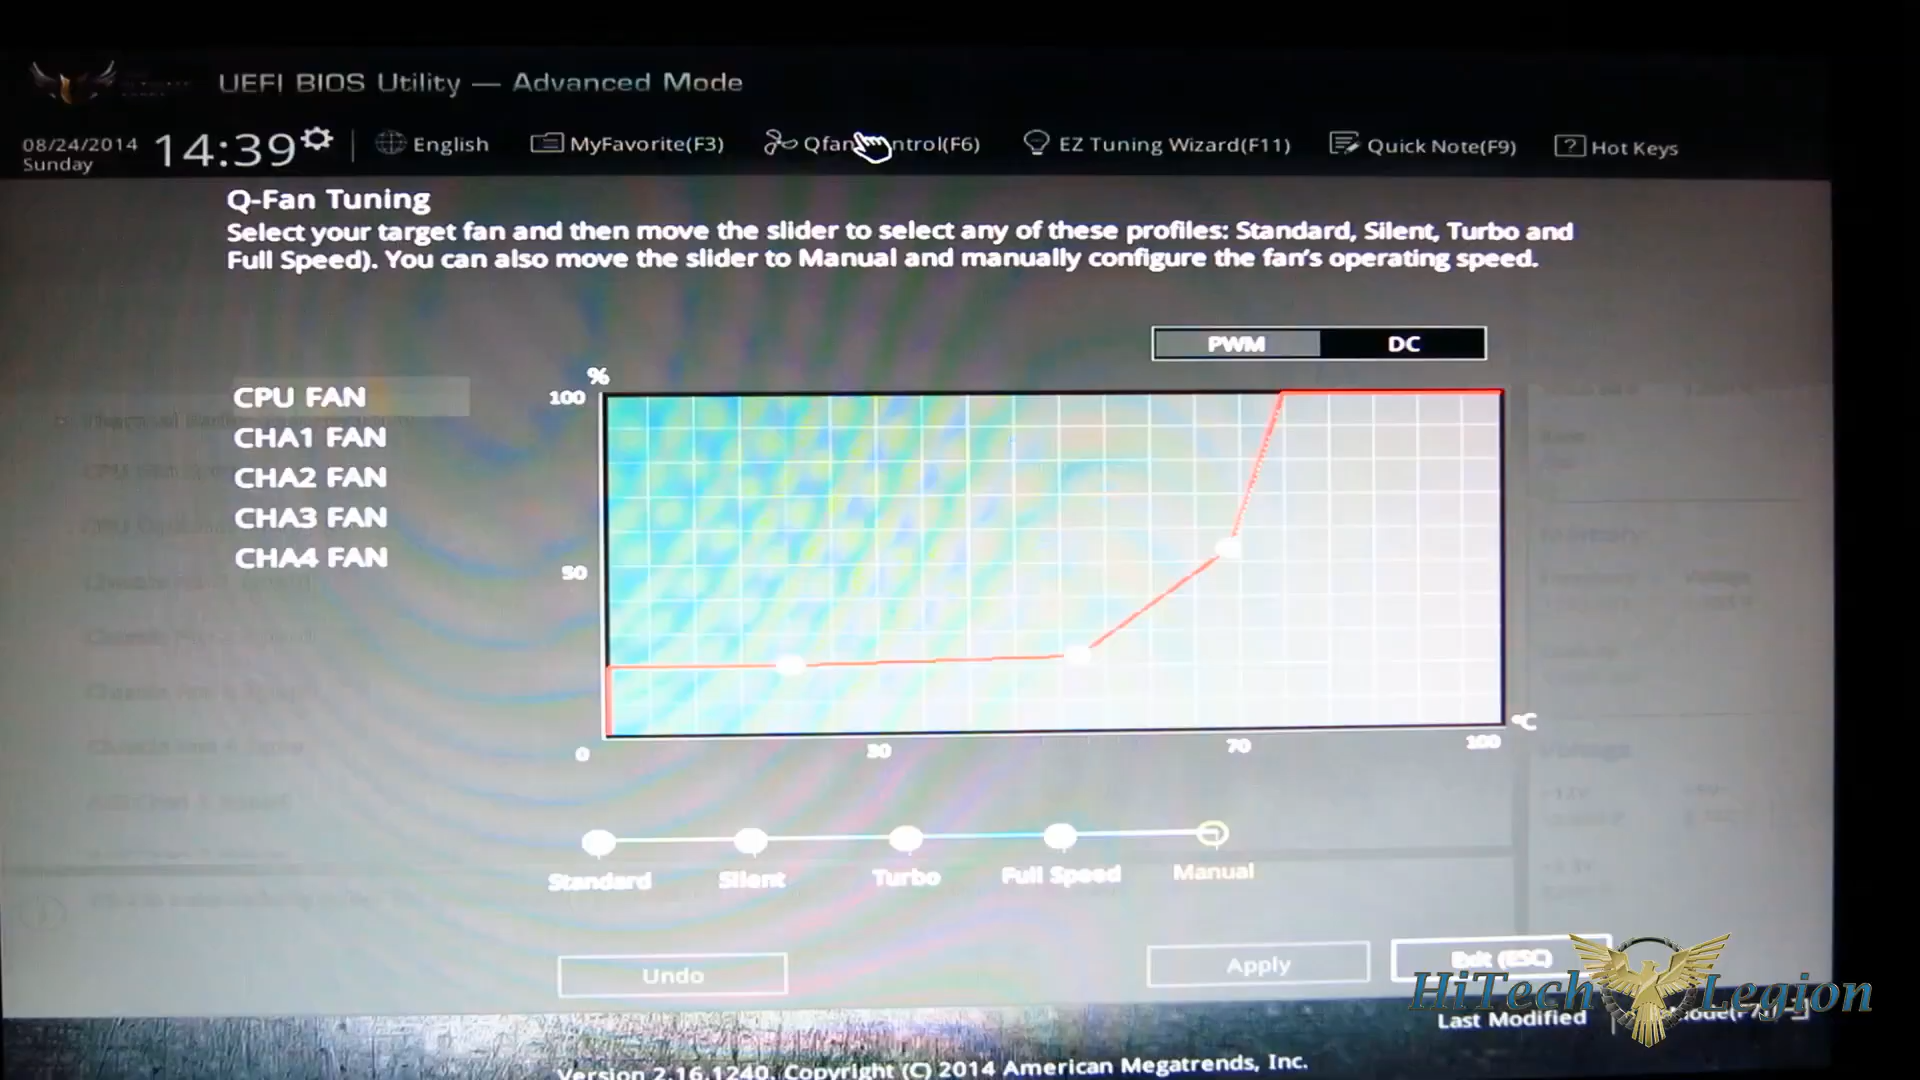 UEFI BIOS Utility — Advanced Mode
08/24/2014
Sunday
14:39
English
MyFavorite(F3)
(F6)
EZ Tuning Wizard(F11)
Quick Note(F9)
? Hot Keys
Q-Fan Tuning
Select your target fan and then move the slider to select any of these profiles: Standard, Silent, Turbo and
Full Speed). You can also move the slider to Manual and manually configure the fan's operating speed.
PWM
DC
CPU FAN
CHA1 FAN
CHA2 FAN
CHA3 FAN
CHA4 FAN
%
100
50
0
30
70
100
°C
Standard
Silent
Turbo
Full Speed
Manual
Undo
Apply
Exit (ESC)
HiTech Legion
Last Modified
Version 2.16.1240. Copyright (C) 2014 American Megatrends, Inc.